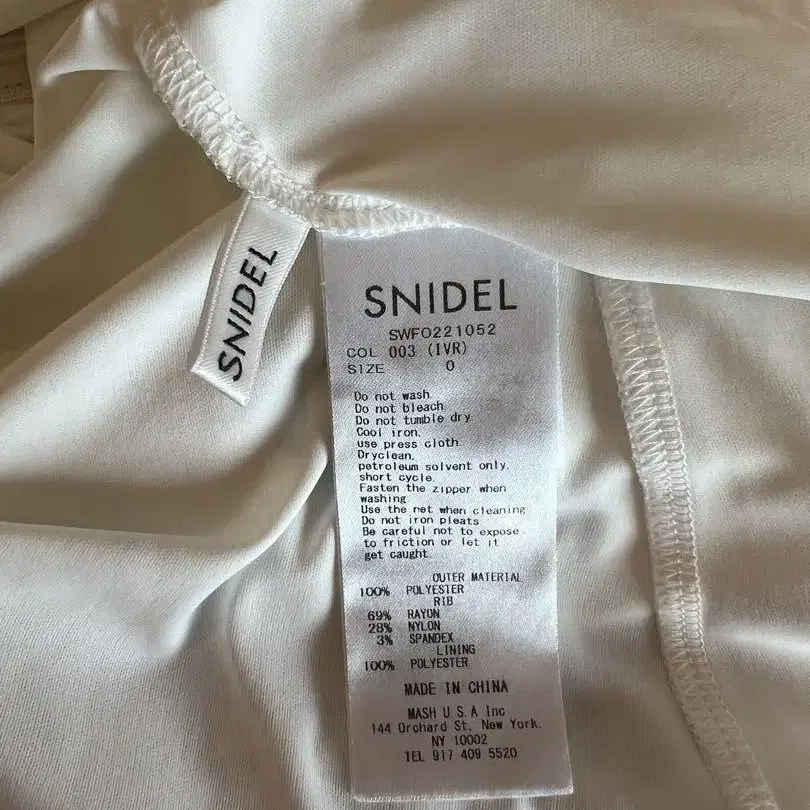 SNIDEL
SNIDEL
SWFO221052
COL 003 (IVR)
SIZE 0
Do not wash.
Do not bleach
Do not tumble dry
Cool iron,
use press cloth.
Dryclean,
petroleum solvent only,
short cycle.
Fasten the zipper when
washing
Use the net when cleaning
Do not iron pleats
Be careful not to expose
to friction or let it
get caught.
OUTER MATERIAL
100% POLYESTER
RIB
69% RAYON
28% NYLON
3% SPANDEX
LINING
100% POLYESTER
MADE IN CHINA
MASH U.S.A Inc
144 Orchard St, New York.
NY 10002
TEL 917 409 5520